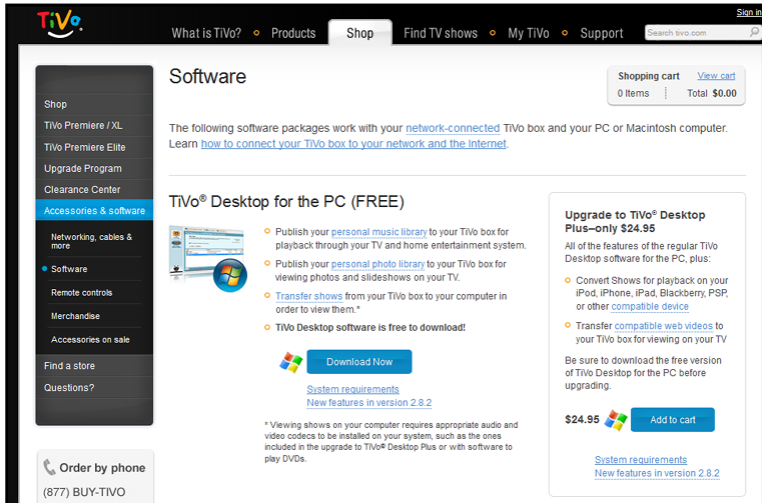 TiVo
Sign in
What is TiVo?
Products
Shop
Find TV shows
My TiVo
Support
Search tivo.com
Shop
TiVo Premiere / XL
TiVo Premiere Elite
Upgrade Program
Clearance Center
Accessories & software
Networking, cables &
more
Software
Remote controls
Merchandise
Accessories on sale
Find a store
Questions?
Order by phone
(877) BUY-TIVO
Software
Shopping cart
View cart
0 Items
Total $0.00
The following software packages work with your network-connected TiVo box and your PC or Macintosh computer.
Learn how to connect your TiVo box to your network and the Internet.
TiVo® Desktop for the PC (FREE)
Publish your personal music library to your TiVo box for
playback through your TV and home entertainment system.
Publish your personal photo library to your TiVo box for
viewing photos and slideshows on your TV.
Transfer shows from your TiVo box to your computer in
order to view them.*
TiVo Desktop software is free to download!
Download Now
System requirements
New features in version 2.8.2
* Viewing shows on your computer requires appropriate audio and
video codecs to be installed on your system, such as the ones
included in the upgrade to TiVo® Desktop Plus or with software to
play DVDs.
Upgrade to TiVo® Desktop
Plus–only $24.95
All of the features of the regular TiVo
Desktop software for the PC, plus:
Convert Shows for playback on your
iPod, iPhone, iPad, Blackberry, PSP,
or other compatible device
Transfer compatible web videos to
your TiVo box for viewing on your TV
Be sure to download the free version
of TiVo Desktop for the PC before
upgrading.
$24.95
Add to cart
System requirements
New features in version 2.8.2